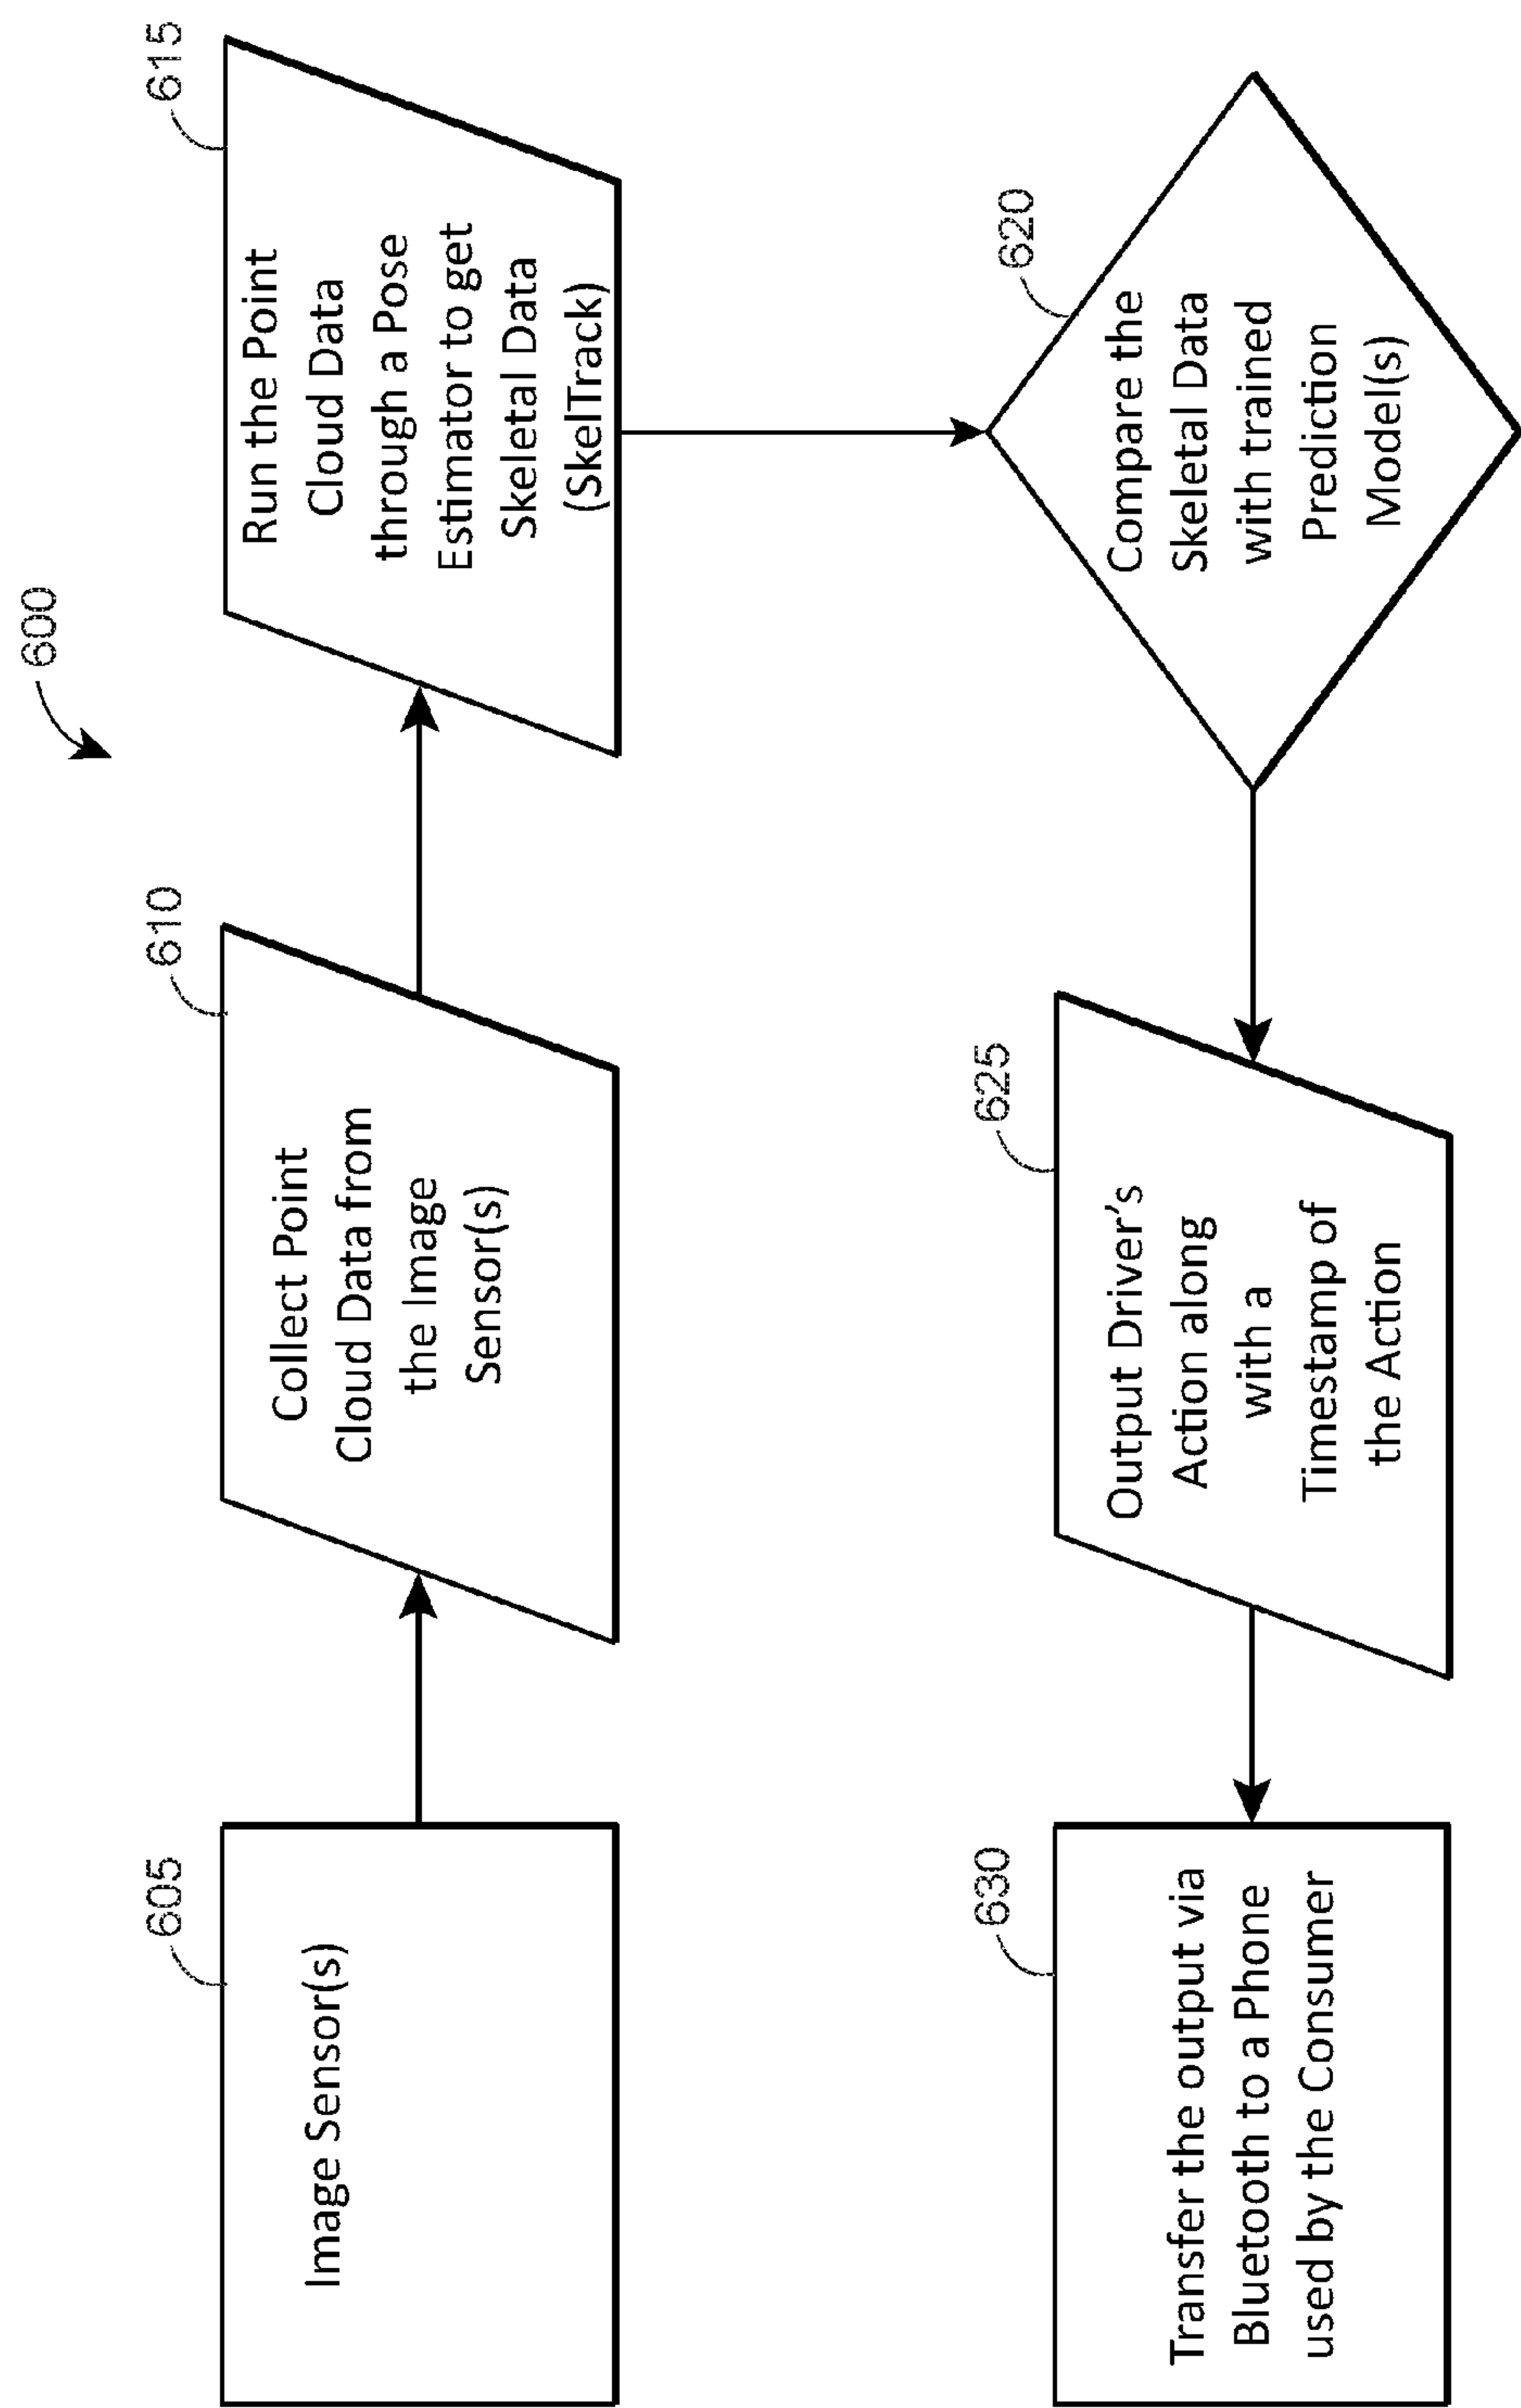 600
605
Image Sensor(s)
610
Collect Point
Cloud Data from
the Image
Sensor(s)
615
Run the Point
Cloud Data
through a Pose
Estimator to get
Skeletal Data
(SkelTrack)
620
Compare the
Skeletal Data
with trained
Prediction
Model(s)
625
Output Driver’s
Action along
with a
Timestamp of
the Action
630
Transfer the output via
Bluetooth to a Phone
used by the Consumer